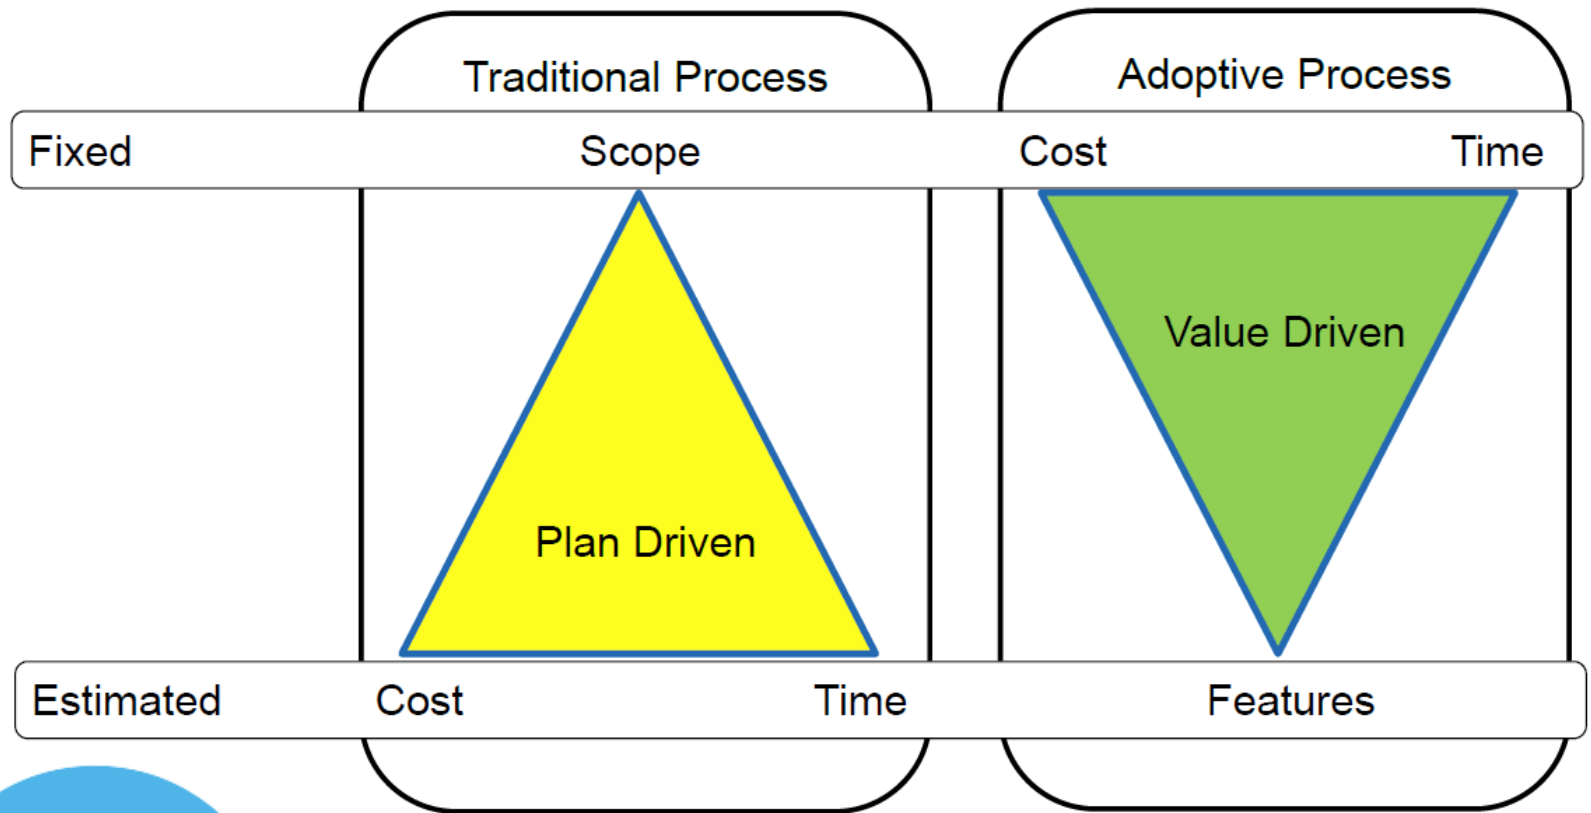 Traditional Process
Adoptive Process
Fixed Scope Cost Time
Value Driven
Plan Driven
Estimated Cost Time Features